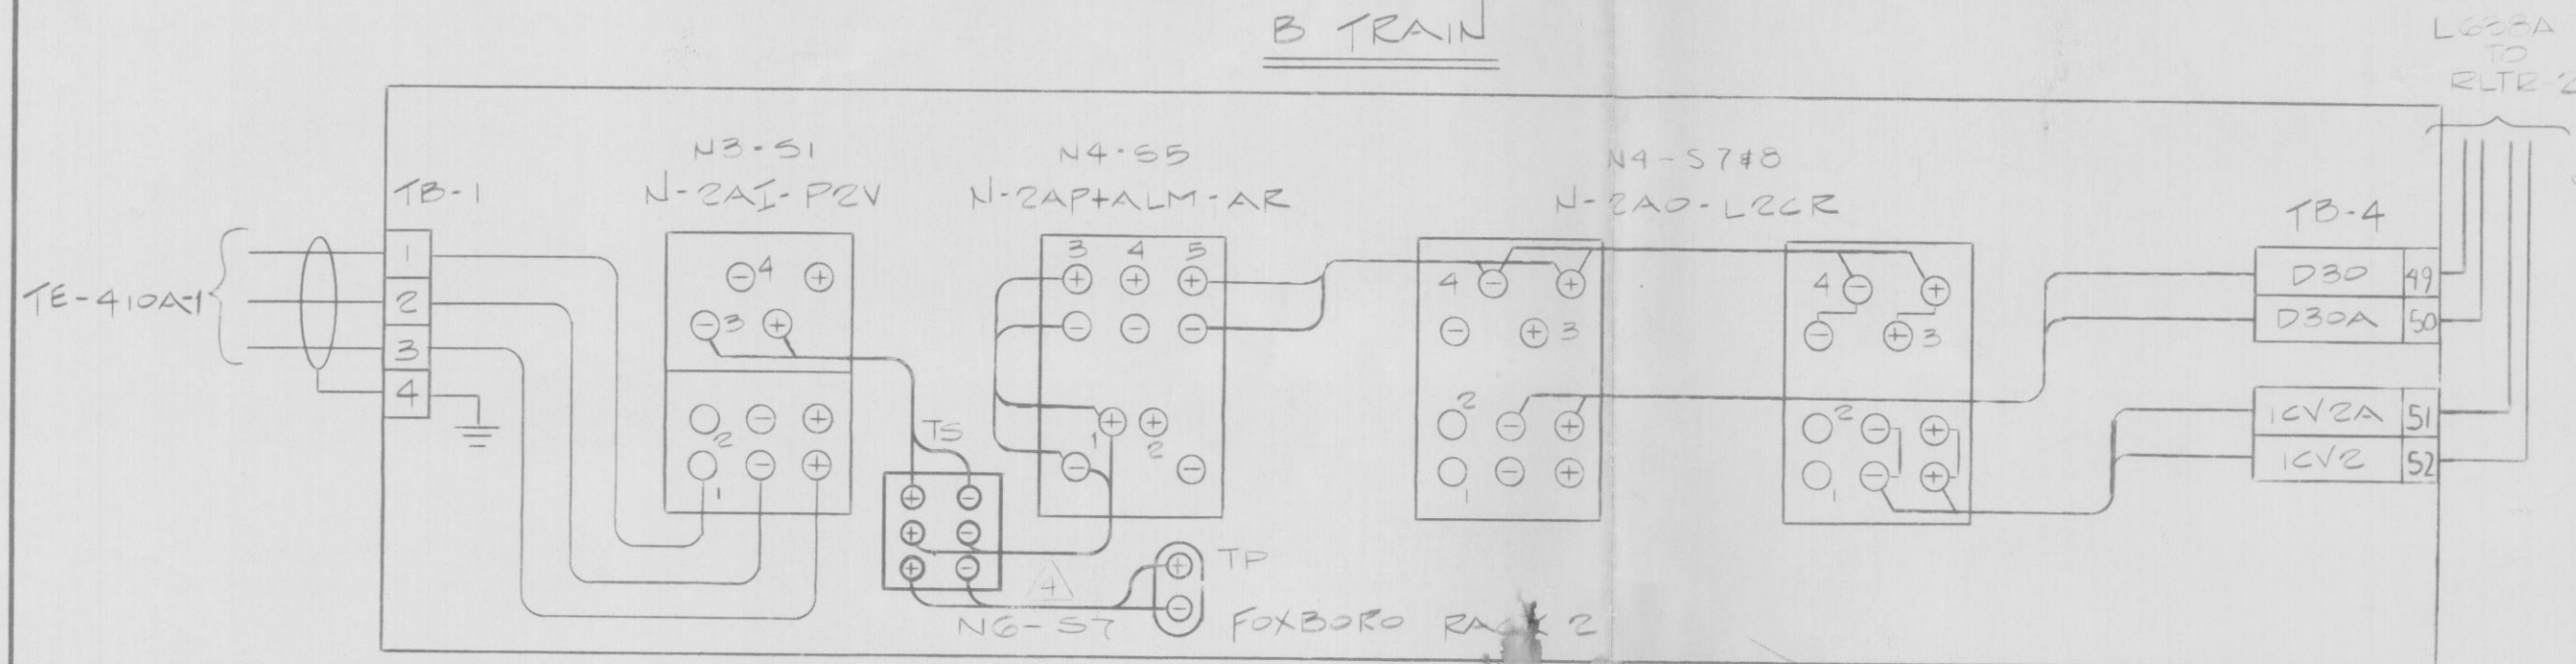 B TRAIN
TO
RLTR-2
N3-S1
N-2AI-P2V
N4-S5
N-2AP+ALM-AR
N4-S7&8
N-2AO-L2CR
TB-1
TB-4
TE-410A-1
1
2
3
4
4
3
2
1
3 4 5
1
2
4
3
2
1
4
3
2
1
D30 49
D30A 50
1CV2A 51
1CV2 52
TS
TP
4
N6-S7
FOXBORO RACK 2